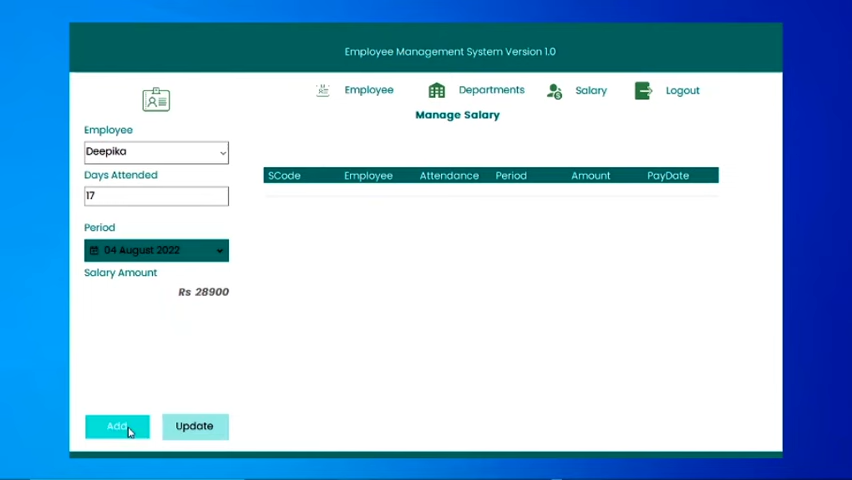 Employee Management System Version 1.0
Employee Departments Salary Logout
Manage Salary
Employee
Deepika
Days Attended
17
Period
04 August 2022
Salary Amount
Rs 28900
SCode Employee Attendance Period Amount PayDate
Add Update